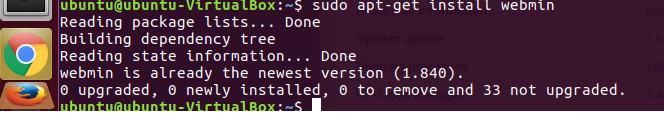 ubuntu@ubuntu-VirtualBox:~$ sudo apt-get install webmin
Reading package lists... Done
Building dependency tree
Reading state information... Done
webmin is already the newest version (1.840).
0 upgraded, 0 newly installed, 0 to remove and 33 not upgraded.
ubuntu@ubuntu-VirtualBox:~$